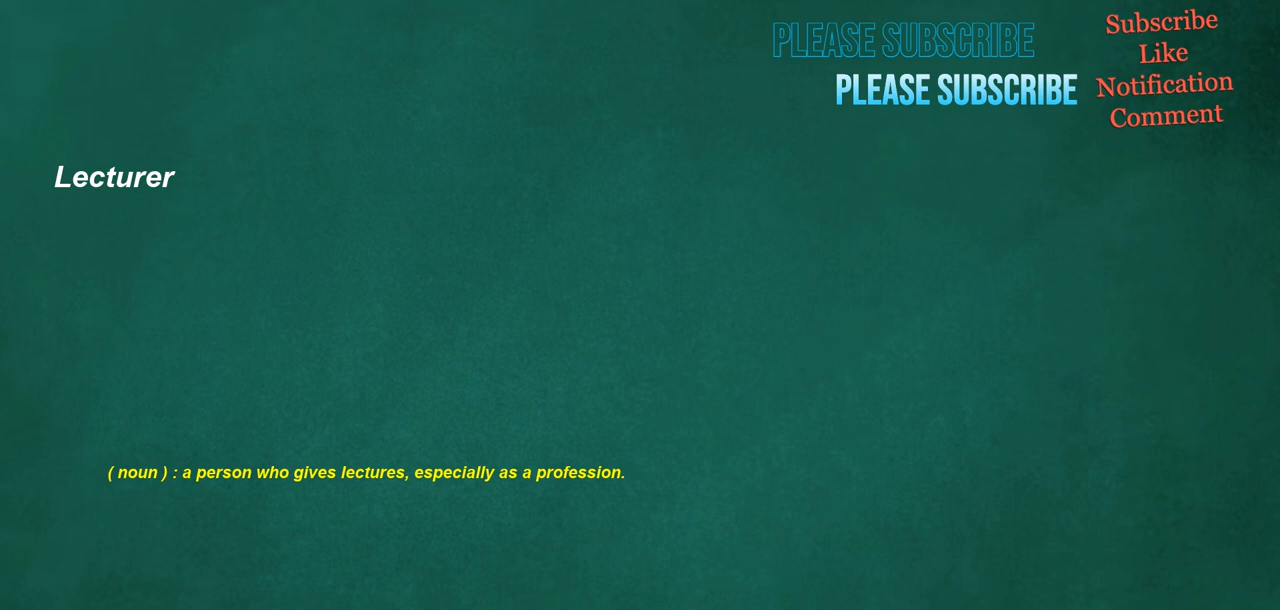 PLEASE SUBSCRIBE
PLEASE SUBSCRIBE
Subscribe
Like
Notification
Comment
Lecturer
( noun ) : a person who gives lectures, especially as a profession.